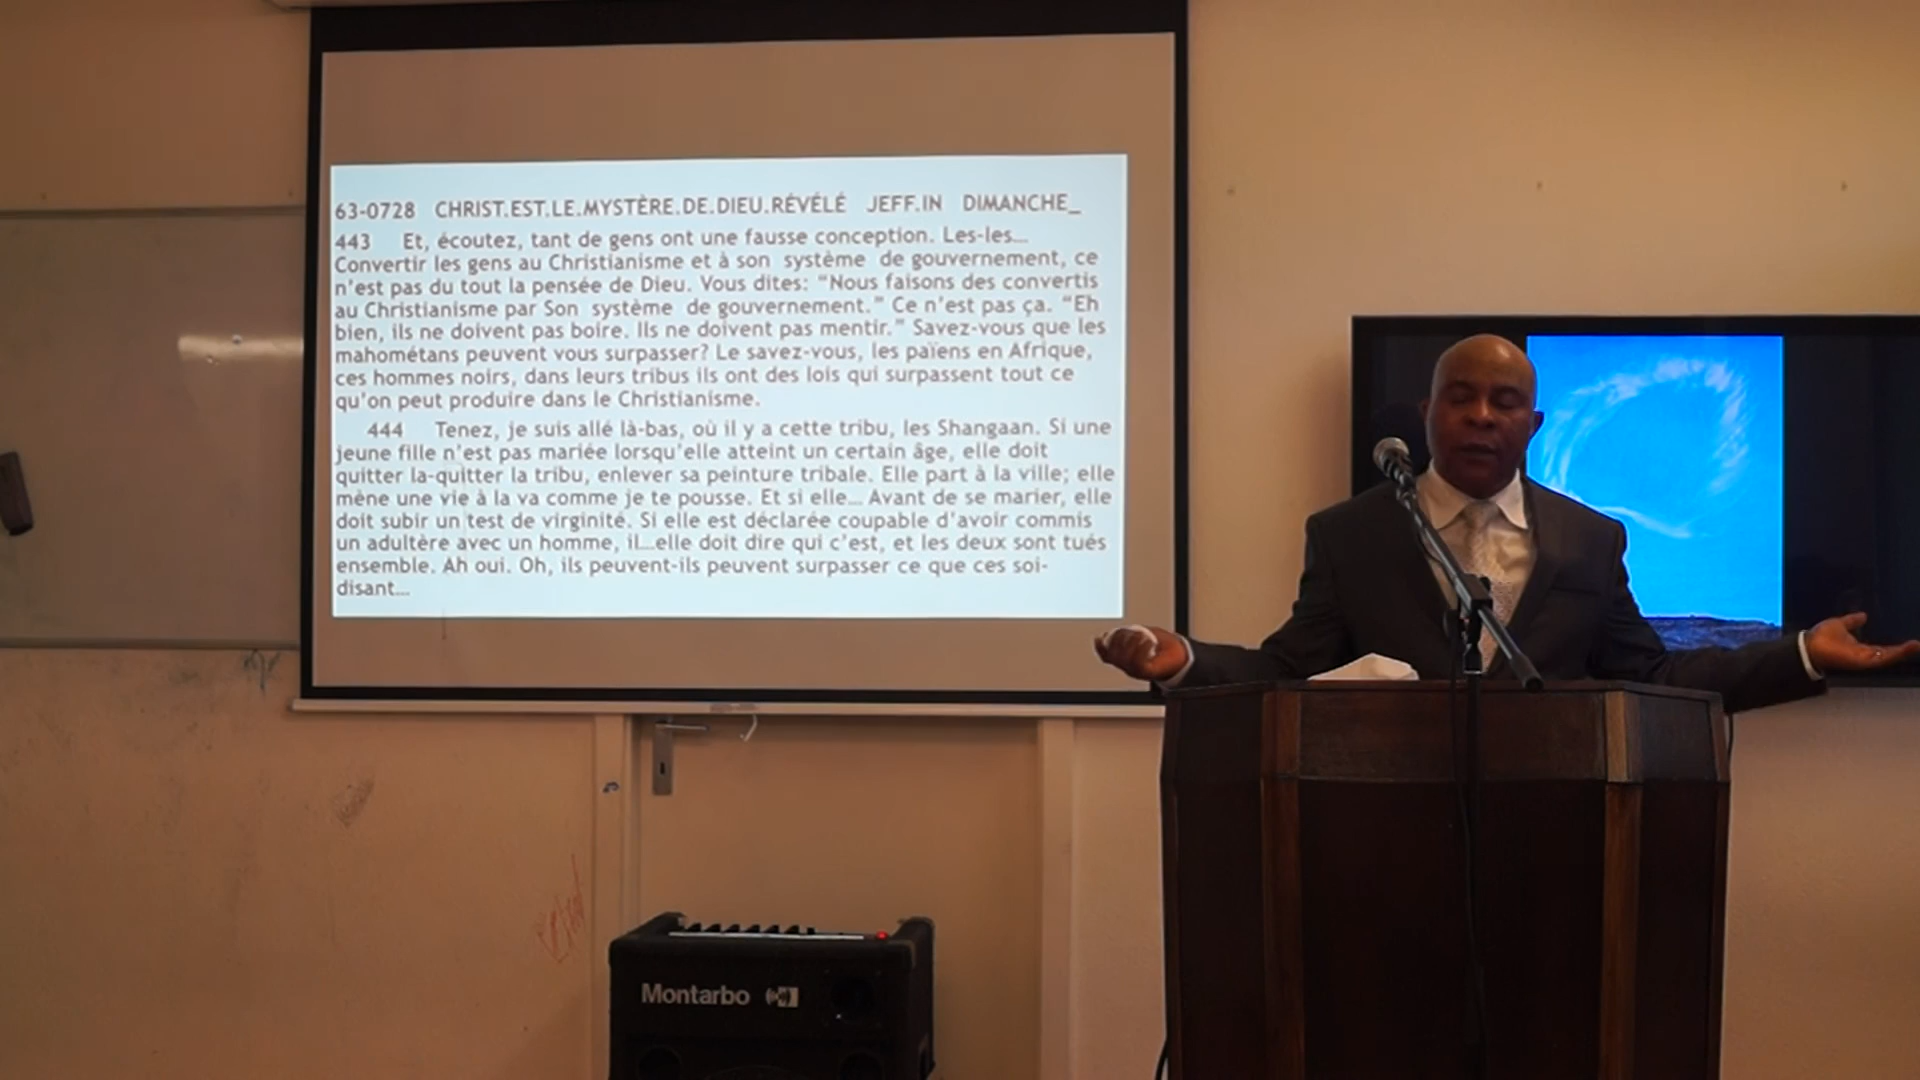 63-0728 CHRIST.EST.LE.MYSTÈRE.DE.DIEU.RÉVÉLÉ JEFF.IN DIMANCHE_
443 Et, écoutez, tant de gens ont une fausse conception. Les-les...
Convertir les gens au Christianisme et à son système de gouvernement, ce
n'est pas du tout la pensée de Dieu. Vous dites: "Nous faisons des convertis
au Christianisme par Son système de gouvernement." Ce n'est pas ça. "Eh
bien, ils ne doivent pas boire. Ils ne doivent pas mentir." Savez-vous que les
mahométans peuvent vous surpasser? Le savez-vous, les païens en Afrique,
ces hommes noirs, dans leurs tribus ils ont des lois qui surpassent tout ce
qu'on peut produire dans le Christianisme.
444 Tenez, je suis allé là-bas, où il y a cette tribu, les Shangaan. Si une
jeune fille n'est pas mariée lorsqu'elle atteint un certain âge, elle doit
quitter la-quitter la tribu, enlever sa peinture tribale. Elle part à la ville; elle
mène une vie à la va comme je te pousse. Et si elle... Avant de se marier, elle
doit subir un test de virginité. Si elle est déclarée coupable d'avoir commis
un adultère avec un homme, il...elle doit dire qui c'est, et les deux sont tués
ensemble. Ah oui. Oh, ils peuvent-ils peuvent surpasser ce que ces soi-
disant...
Montarbo